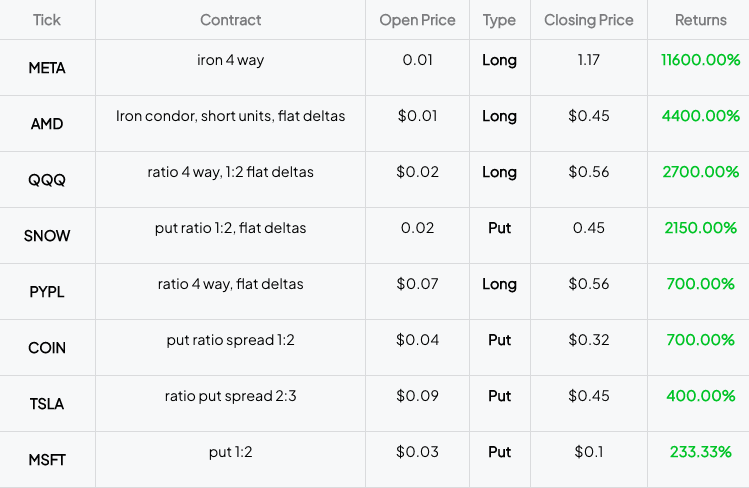 Tick Contract Open Price Type Closing Price Returns
META iron 4 way 0.01 Long 1.17 11600.00%
AMD Iron condor, short units, flat deltas $0.01 Long $0.45 4400.00%
QQQ ratio 4 way, 1:2 flat deltas $0.02 Long $0.56 2700.00%
SNOW put ratio 1:2, flat deltas 0.02 Put 0.45 2150.00%
PYPL ratio 4 way, flat deltas $0.07 Long $0.56 700.00%
COIN put ratio spread 1:2 $0.04 Put $0.32 700.00%
TSLA ratio put spread 2:3 $0.09 Put $0.45 400.00%
MSFT put 1:2 $0.03 Put $0.1 233.33%